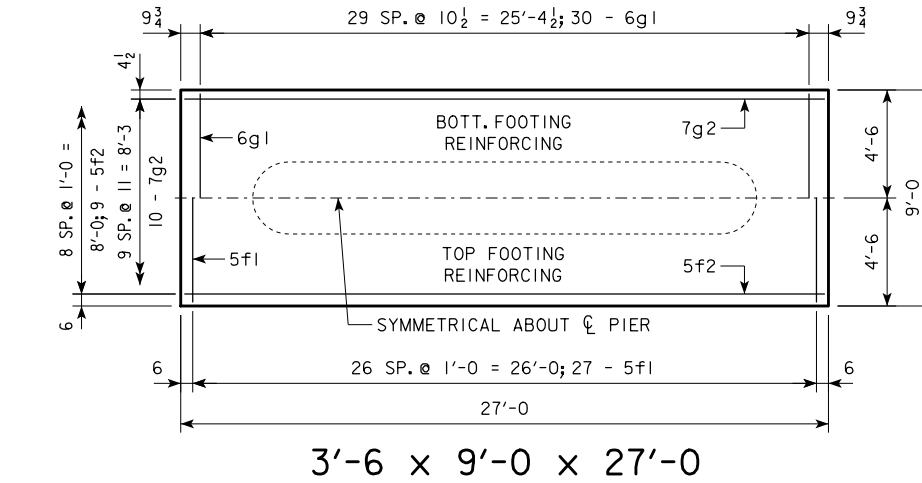 9¾
29 SP. @ 10½ = 25'-4½; 30 - 6g1
9¾
4½
8 SP. @ 1'-0 =
8'-0; 9 - 5f2
9 SP. @ 11 = 8'-3
10 - 7g2
6
6g1
BOTT. FOOTING
REINFORCING
7g2
5f1
TOP FOOTING
REINFORCING
5f2
4'-6
4'-6
9'-0
SYMMETRICAL ABOUT ℄ PIER
6
26 SP. @ 1'-0 = 26'-0; 27 - 5f1
6
27'-0
3'-6 x 9'-0 x 27'-0